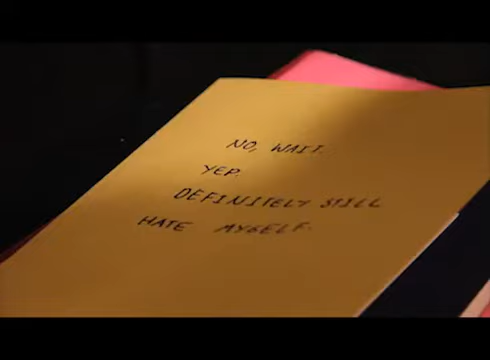 NO, WAIT.
YEP.
DEFINITELY STILL
HATE MYSELF.